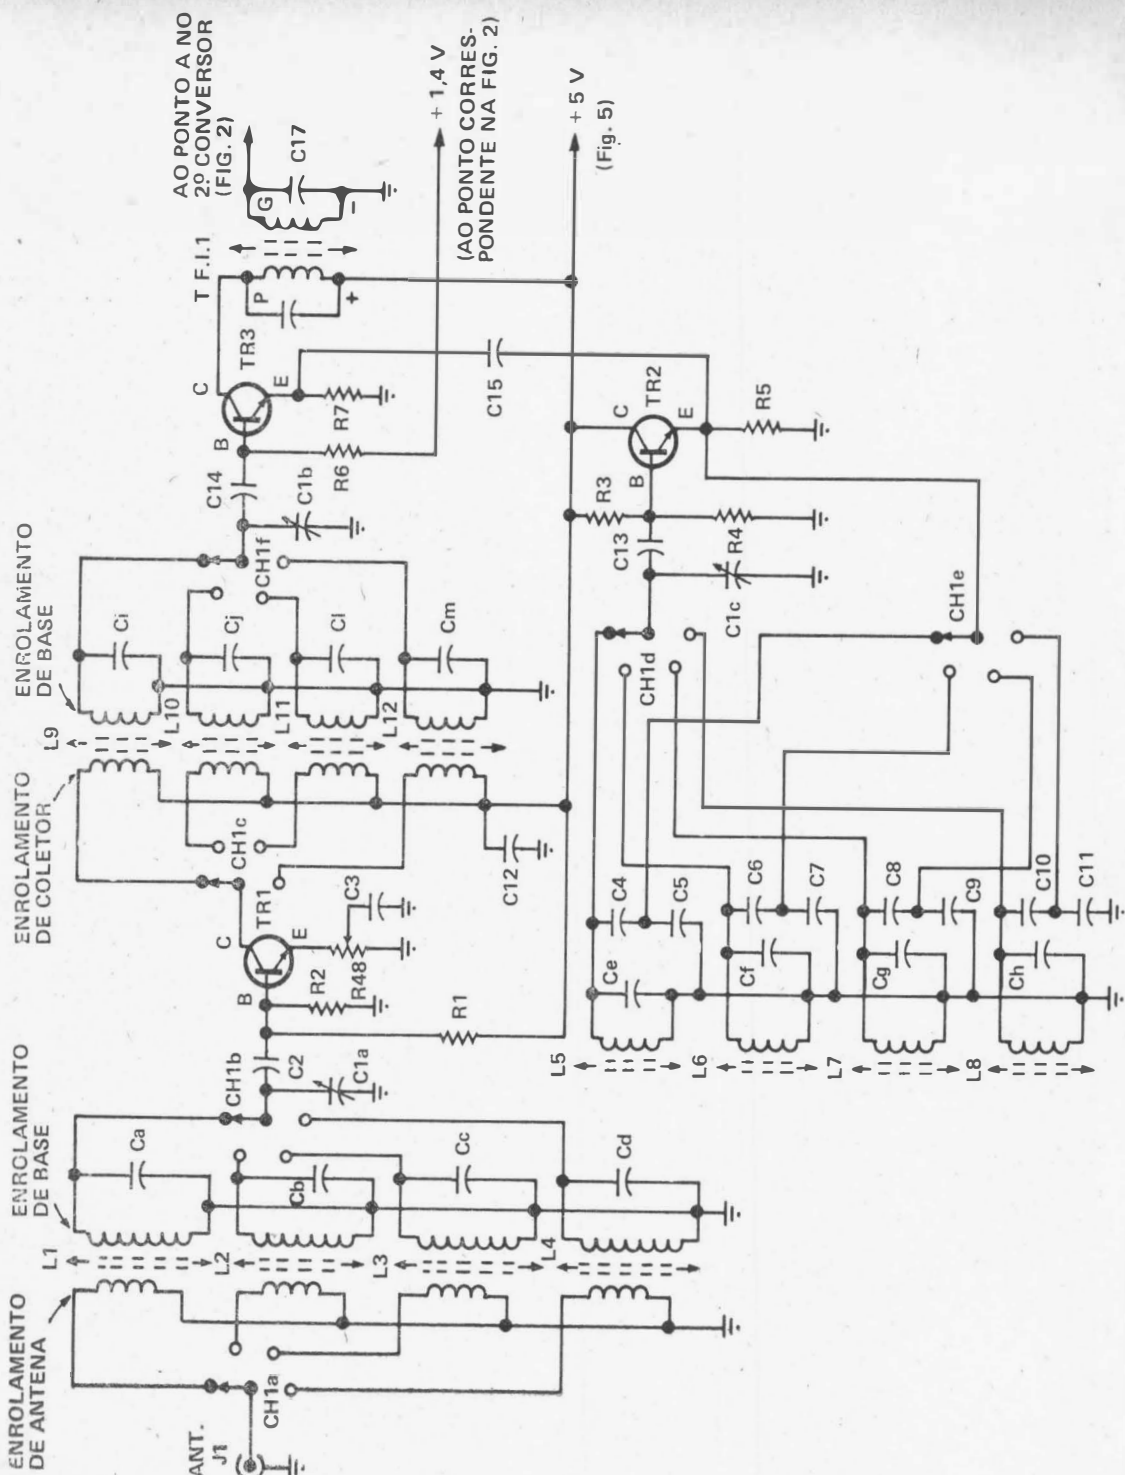 ENROLAMENTO
DE ANTENA
ANT.
J1
CH1a
L1
L2
L3
L4
ENROLAMENTO
DE BASE
Ca
Cb
Cc
Cd
CH1b
C2
C1a
B
C
E
TR1
R1
R2
R48
C3
ENROLAMENTO
DE COLETOR
CH1c
C12
L9
L10
L11
L12
ENROLAMENTO
DE BASE
Ci
Cj
Cl
Cm
CH1f
C1b
C14
B
C
E
TR3
R6
R7
C15
T F.I.1
P
+
G
−
C17
AO PONTO A NO
2º CONVERSOR
(FIG. 2)
+ 1,4 V
(AO PONTO CORRES-
PONDENTE NA FIG. 2)
+ 5 V
(Fig. 5)
L5
L6
L7
L8
Ce
Cf
Cg
Ch
C4
C5
C6
C7
C8
C9
C10
C11
CH1d
CH1e
C1c
C13
R3
R4
B
C
E
TR2
R5